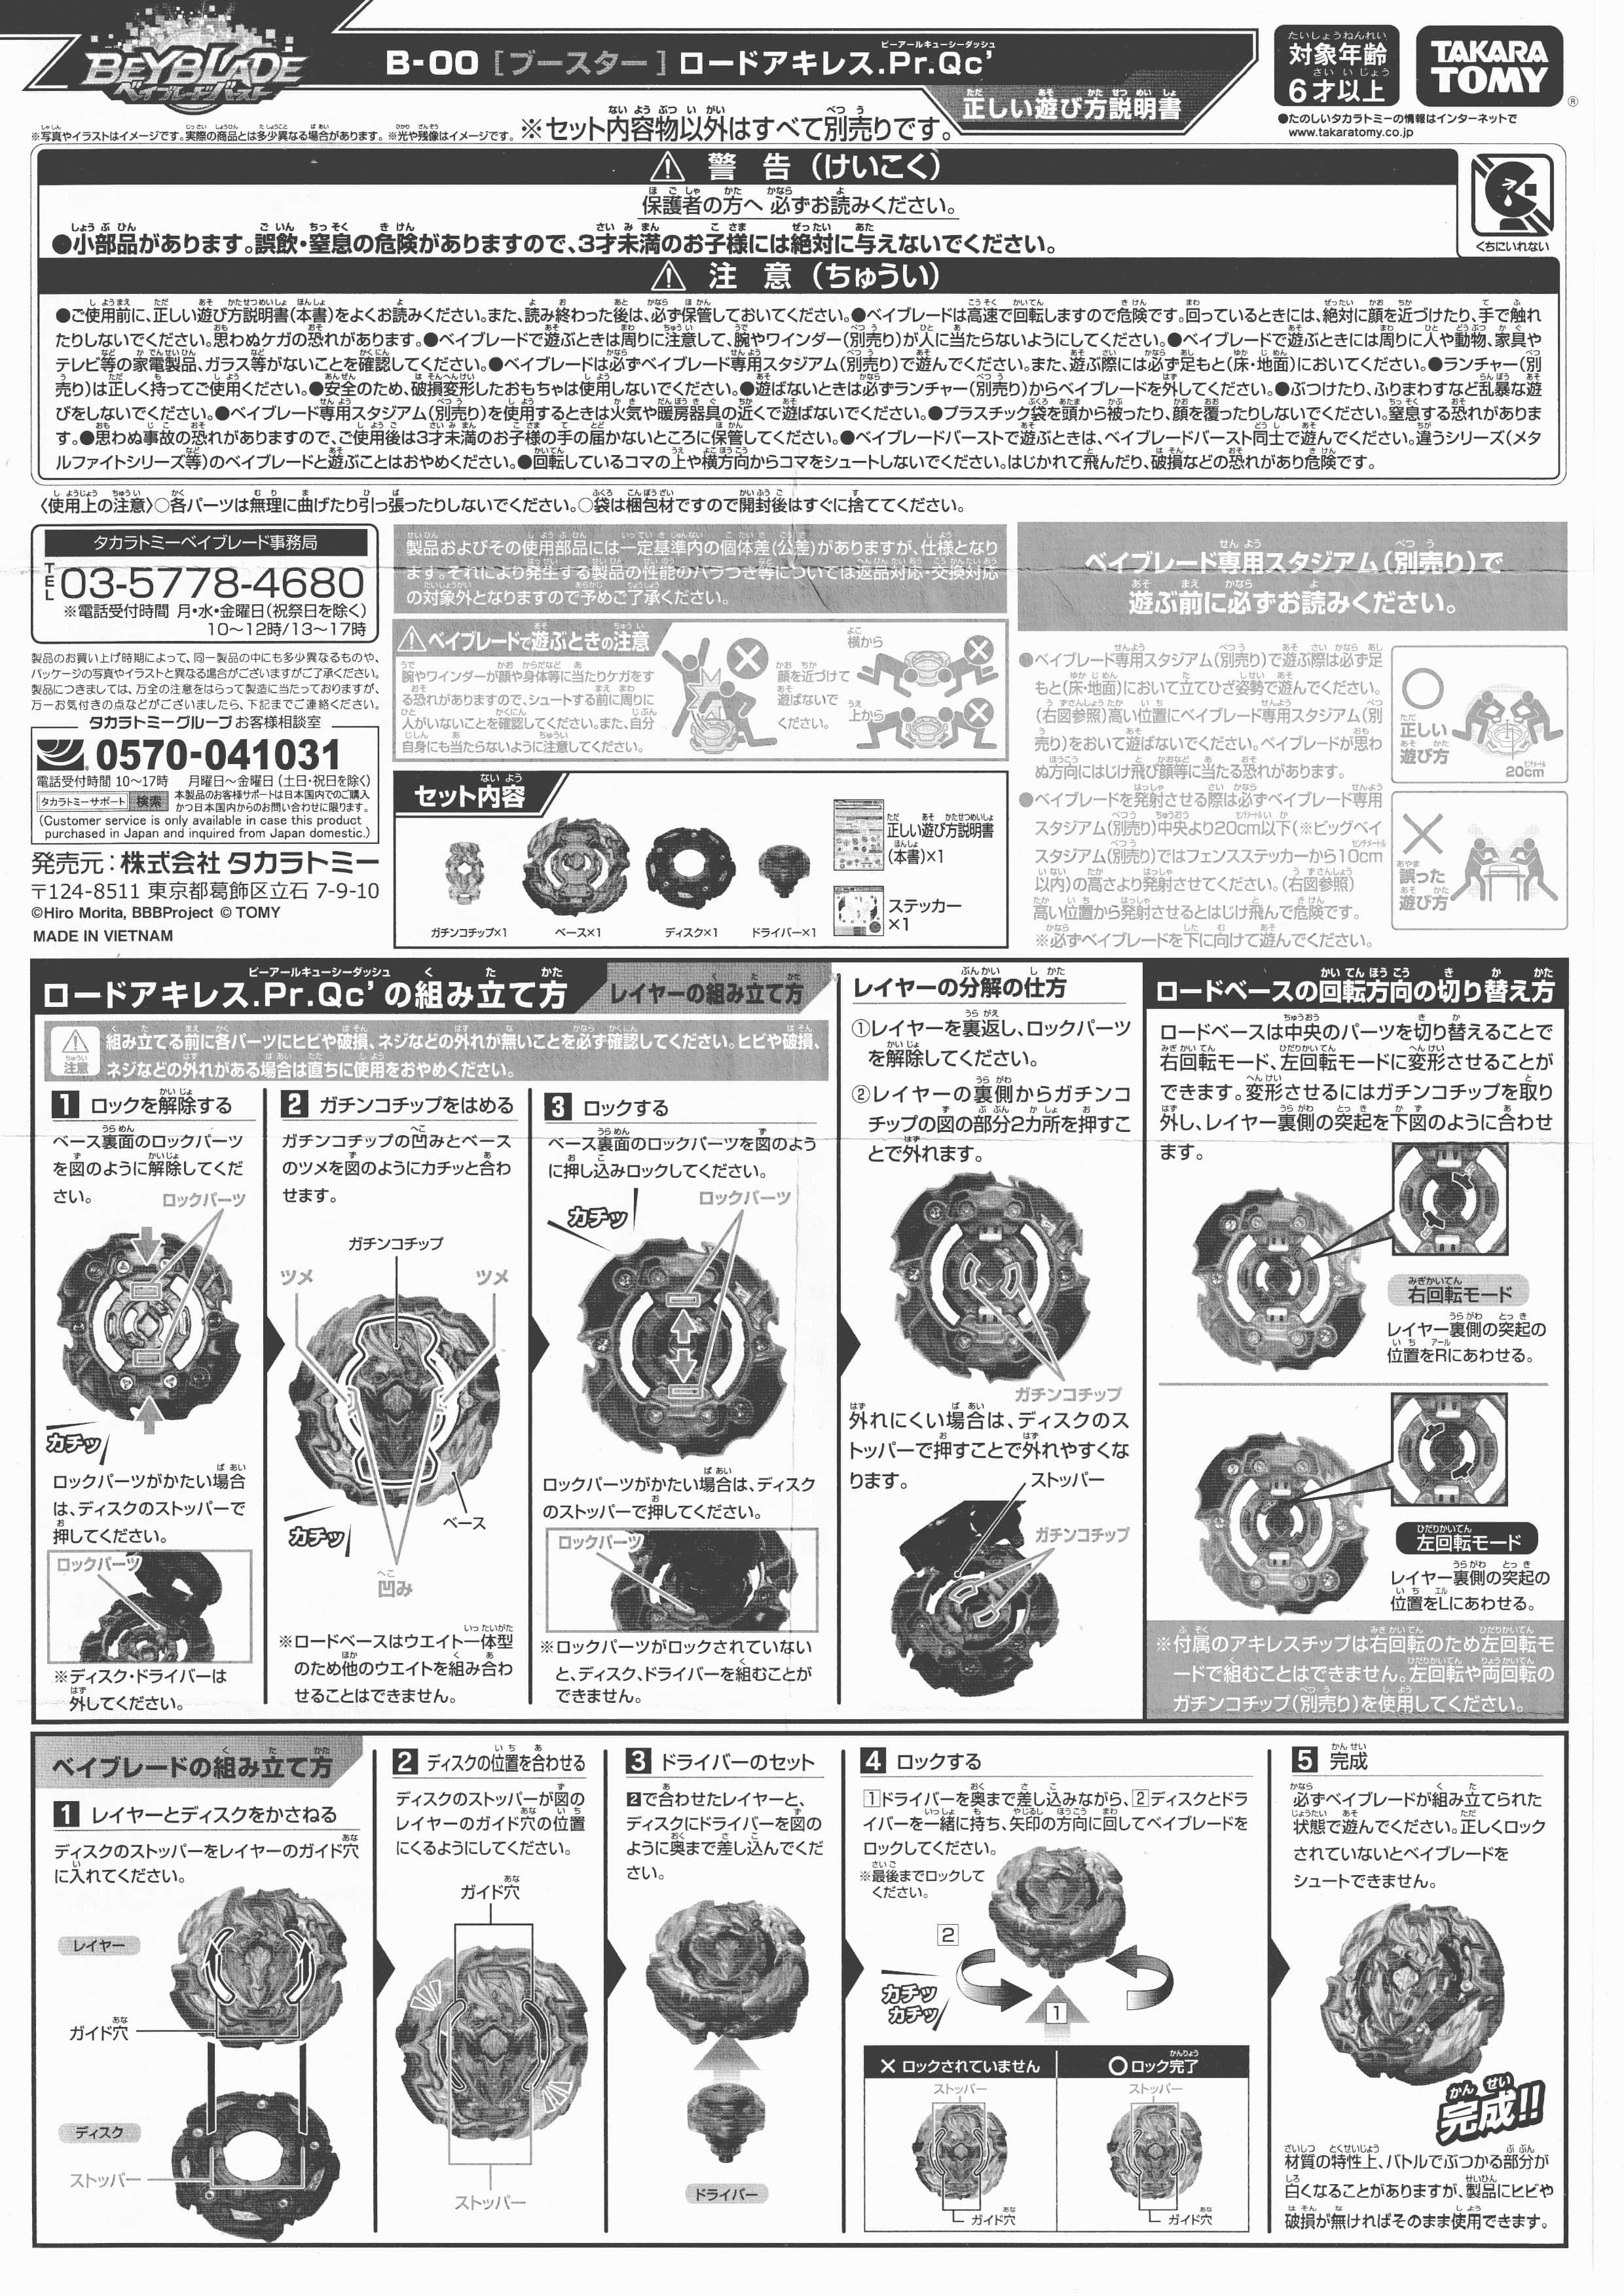 BEYBLADE
ベイブレードバースト
B-00 [ブースター] ロードアキレス.Pr.Qc'
ピーアールキューシーダッシュ
正しい遊び方説明書
対象年齢
6才以上
TAKARA
TOMY
®
●たのしいタカラトミーの情報はインターネットで
www.takaratomy.co.jp
※写真やイラストはイメージです。実際の商品とは多少異なる場合があります。※光や残像はイメージです。
※セット内容物以外はすべて別売りです。
⚠ 警告(けいこく)
保護者の方へ 必ずお読みください。
●小部品があります。誤飲・窒息の危険がありますので、3才未満のお子様には絶対に与えないでください。
くちにいれない
⚠ 注意(ちゅうい)
●ご使用前に、正しい遊び方説明書(本書)をよくお読みください。また、読み終わった後は、必ず保管しておいてください。●ベイブレードは高速で回転しますので危険です。回っているときには、絶対に顔を近づけたり、手で触れ
たりしないでください。思わぬケガの恐れがあります。●ベイブレードで遊ぶときは周りに注意して、腕やワインダー(別売り)が人に当たらないようにしてください。●ベイブレードで遊ぶときには周りに人や動物、家具や
テレビ等の家電製品、ガラス等がないことを確認してください。●ベイブレードは必ずベイブレード専用スタジアム(別売り)で遊んでください。また、遊ぶ際には必ず足もと(床・地面)においてください。●ランチャー(別
売り)は正しく持ってご使用ください。●安全のため、破損変形したおもちゃは使用しないでください。●遊ばないときは必ずランチャー(別売り)からベイブレードを外してください。●ぶつけたり、ふりまわすなど乱暴な遊
びをしないでください。●ベイブレード専用スタジアム(別売り)を使用するときは火気や暖房器具の近くで遊ばないでください。●プラスチック袋を頭から被ったり、顔を覆ったりしないでください。窒息する恐れがありま
す。●思わぬ事故の恐れがありますので、ご使用後は3才未満のお子様の手の届かないところに保管してください。●ベイブレードバーストで遊ぶときは、ベイブレードバースト同士で遊んでください。違うシリーズ(メタ
ルファイトシリーズ等)のベイブレードと遊ぶことはおやめください。●回転しているコマの上や横方向からコマをシュートしないでください。はじかれて飛んだり、破損などの恐れがあり危険です。
〈使用上の注意〉○各パーツは無理に曲げたり引っ張ったりしないでください。○袋は梱包材ですので開封後はすぐに捨ててください。
タカラトミーベイブレード事務局
TEL 03-5778-4680
※電話受付時間 月・水・金曜日(祝祭日を除く)
10～12時/13～17時
製品のお買い上げ時期によって、同一製品の中にも多少異なるものや、
パッケージの写真やイラストと異なる場合がございますがご了承ください。
製品につきましては、万全の注意をはらって製造に当たっておりますが、
万一お気付きの点などがございましたら、下記までご連絡ください。
タカラトミーグループお客様相談室
0570-041031
電話受付時間 10～17時 月曜日～金曜日(土日・祝日を除く)
タカラトミーサポート 検索
本製品のお客様サポートは日本国内でのご購入
かつ日本国内からのお問い合わせに限ります。
(Customer service is only available in case this product
purchased in Japan and inquired from Japan domestic.)
発売元:株式会社 タカラトミー
〒124-8511 東京都葛飾区立石 7-9-10
©Hiro Morita, BBBProject © TOMY
MADE IN VIETNAM
製品およびその使用部品には一定基準内の個体差(公差)がありますが、仕様となり
ます。それにより発生する製品の性能のバラつき等については返品対応・交換対応
の対象外となりますので予めご了承ください。
⚠ベイブレードで遊ぶときの注意
腕やワインダーが顔や身体等に当たりケガをす
る恐れがありますので、シュートする前に周りに
人がいないことを確認してください。また、自分
自身にも当たらないように注意してください。
顔を近づけて
遊ばないで
ください。
横から
上から
セット内容
ガチンコチップ×1
ベース×1
ディスク×1
ドライバー×1
正しい遊び方説明書
(本書)×1
ステッカー
×1
ベイブレード専用スタジアム(別売り)で
遊ぶ前に必ずお読みください。
●ベイブレード専用スタジアム(別売り)で遊ぶ際は必ず足
もと(床・地面)において立てひざ姿勢で遊んでください。
(右図参照)高い位置にベイブレード専用スタジアム(別
売り)をおいて遊ばないでください。ベイブレードが思わ
ぬ方向にはじけ飛び顔等に当たる恐れがあります。
●ベイブレードを発射させる際は必ずベイブレード専用
スタジアム(別売り)中央より20cm以下(※ビッグベイ
スタジアム(別売り)ではフェンスステッカーから10cm
以内)の高さより発射させてください。(右図参照)
高い位置から発射させるとはじけ飛んで危険です。
※必ずベイブレードを下に向けて遊んでください。
正しい
遊び方
20cm
誤った
遊び方
ロードアキレス.Pr.Qc'の組み立て方
レイヤーの組み立て方
⚠
注意
組み立てる前に各パーツにヒビや破損、ネジなどの外れが無いことを必ず確認してください。ヒビや破損、
ネジなどの外れがある場合は直ちに使用をおやめください。
1 ロックを解除する
ベース裏面のロックパーツ
を図のように解除してくだ
さい。
ロックパーツ
カチッ
ロックパーツがかたい場合
は、ディスクのストッパーで
押してください。
ロックパーツ
※ディスク・ドライバーは
外してください。
2 ガチンコチップをはめる
ガチンコチップの凹みとベース
のツメを図のようにカチッと合わ
せます。
ガチンコチップ
ツメ
ツメ
カチッ
ベース
凹み
※ロードベースはウエイト一体型
のため他のウエイトを組み合わ
せることはできません。
3 ロックする
ベース裏面のロックパーツを図のよう
に押し込みロックしてください。
カチッ
ロックパーツ
ロックパーツがかたい場合は、ディスク
のストッパーで押してください。
ロックパーツ
※ロックパーツがロックされていない
と、ディスク、ドライバーを組むことが
できません。
レイヤーの分解の仕方
①レイヤーを裏返し、ロックパーツ
を解除してください。
②レイヤーの裏側からガチンコ
チップの図の部分2カ所を押すこ
とで外れます。
ガチンコチップ
外れにくい場合は、ディスクのス
トッパーで押すことで外れやすくな
ります。
ストッパー
ガチンコチップ
ロードベースの回転方向の切り替え方
ロードベースは中央のパーツを切り替えることで
右回転モード、左回転モードに変形させることが
できます。変形させるにはガチンコチップを取り
外し、レイヤー裏側の突起を下図のように合わせ
ます。
右回転モード
レイヤー裏側の突起の
位置をRにあわせる。
左回転モード
レイヤー裏側の突起の
位置をLにあわせる。
※付属のアキレスチップは右回転のため左回転モ
ードで組むことはできません。左回転や両回転の
ガチンコチップ(別売り)を使用してください。
ベイブレードの組み立て方
1 レイヤーとディスクをかさねる
ディスクのストッパーをレイヤーのガイド穴
に入れてください。
レイヤー
ガイド穴
ディスク
ストッパー
2 ディスクの位置を合わせる
ディスクのストッパーが図の
レイヤーのガイド穴の位置
にくるようにしてください。
ガイド穴
ストッパー
3 ドライバーのセット
2で合わせたレイヤーと、
ディスクにドライバーを図の
ように奥まで差し込んでくだ
さい。
ドライバー
4 ロックする
1ドライバーを奥まで差し込みながら、2ディスクとドラ
イバーを一緒に持ち、矢印の方向に回してベイブレードを
ロックしてください。
※最後までロックして
ください。
2
カチッ
カチッ
1
× ロックされていません
○ロック完了
ストッパー
ストッパー
ガイド穴
ガイド穴
5 完成
必ずベイブレードが組み立てられた
状態で遊んでください。正しくロック
されていないとベイブレードを
シュートできません。
完成!!
材質の特性上、バトルでぶつかる部分が
白くなることがありますが、製品にヒビや
破損が無ければそのまま使用できます。